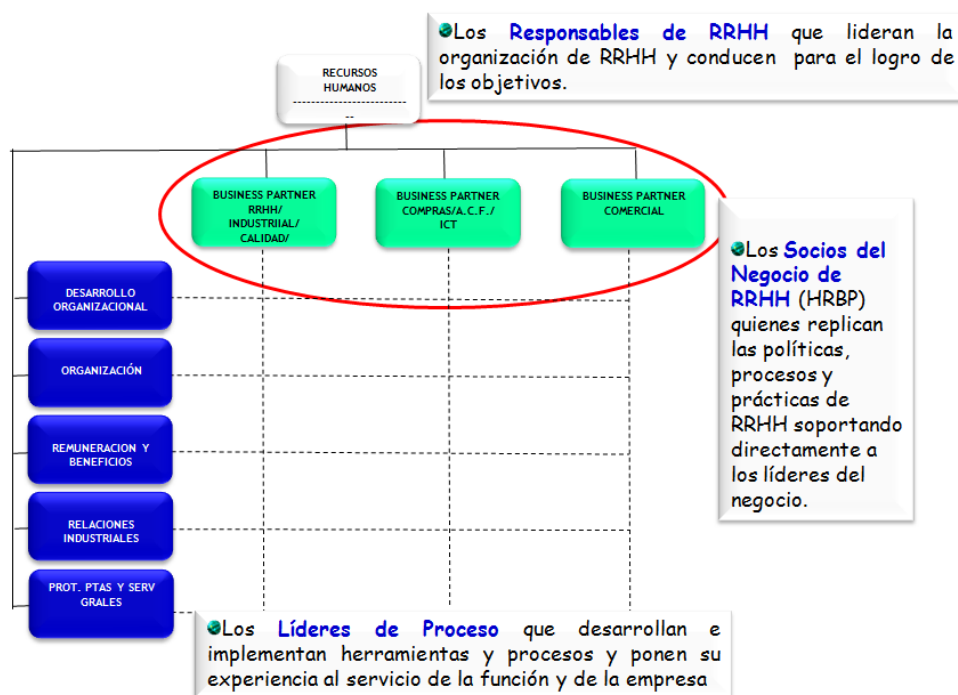 Los Responsables de RRHH que lideran la
organización de RRHH y conducen para el logro de
los objetivos.
RECURSOS
HUMANOS
-------------------------
--
BUSINESS PARTNER
RRHH/
INDUSTRIIAL/
CALIDAD/
BUSINESS PARTNER
COMPRAS/A.C.F./
ICT
BUSINESS PARTNER
COMERCIAL
Los Socios del
Negocio de
RRHH (HRBP)
quienes replican
las políticas,
procesos y
prácticas de
RRHH soportando
directamente a
los líderes del
negocio.
DESARROLLO
ORGANIZACIONAL
ORGANIZACIÓN
REMUNERACION Y
BENEFICIOS
RELACIONES
INDUSTRIALES
PROT. PTAS Y SERV
GRALES
Los Líderes de Proceso que desarrollan e
implementan herramientas y procesos y ponen su
experiencia al servicio de la función y de la empresa